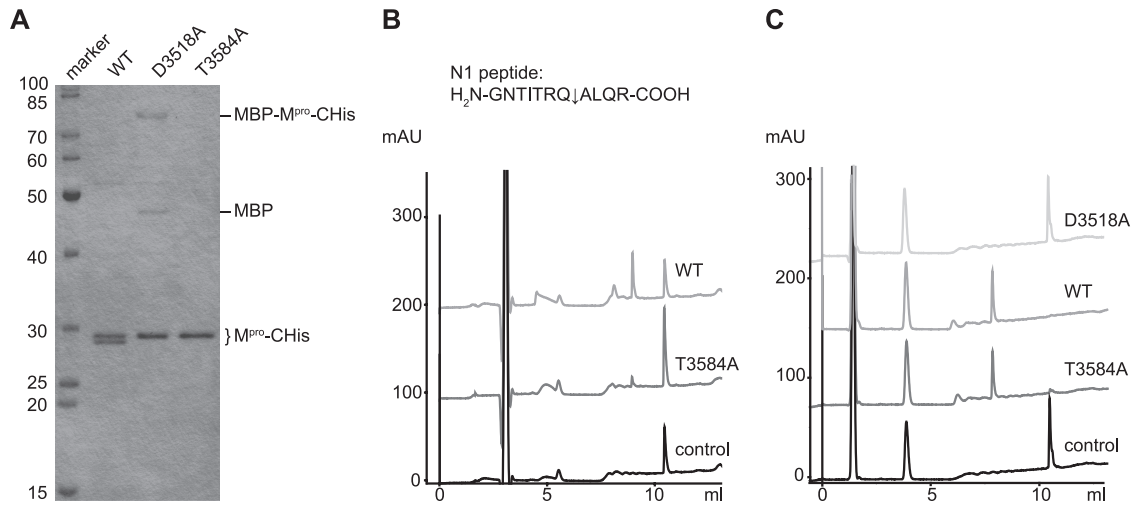 A
marker
WT
D3518A
T3584A
100
85
70
60
50
40
30
25
20
15
MBP-Mpro-CHis
MBP
}Mpro-CHis
B
N1 peptide:
H2N-GNTITRQ↓ALQR-COOH
mAU
300
200
100
0
WT
T3584A
control
0
5
10
ml
C
mAU
300
200
100
0
D3518A
WT
T3584A
control
0
5
10
ml